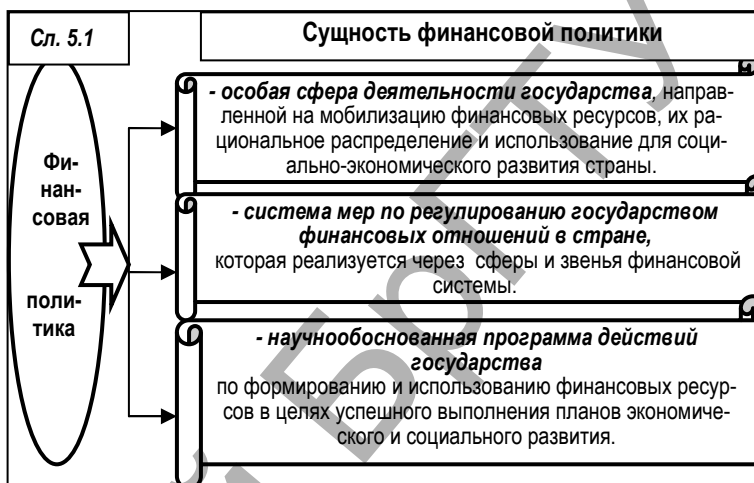 Сл. 5.1
Сущность финансовой политики
Фи-
нан-
совая
поли-
тика
- особая сфера деятельности государства, направ-
ленной на мобилизацию финансовых ресурсов, их ра-
циональное распределение и использование для соци-
ально-экономического развития страны.
- система мер по регулированию государством
финансовых отношений в стране,
которая реализуется через сферы и звенья финансовой
системы.
- научнообоснованная программа действий
государства
по формированию и использованию финансовых ресур-
сов в целях успешного выполнения планов экономиче-
ского и социального развития.
й БрГТУ